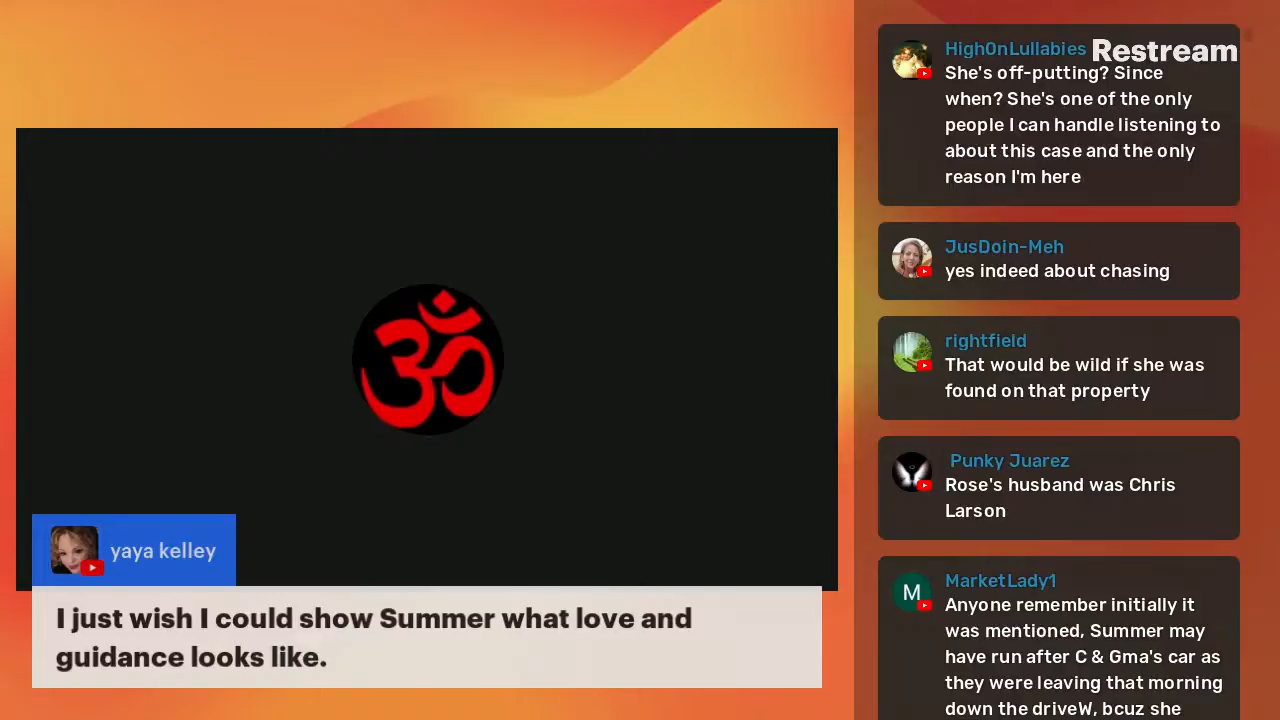 HighOnLullabies
Restream
She's off-putting? Since
when? She's one of the only
people I can handle listening to
about this case and the only
reason I'm here
JusDoin-Meh
yes indeed about chasing
rightfield
That would be wild if she was
found on that property
Punky Juarez
Rose's husband was Chris
Larson
M
MarketLady1
Anyone remember initially it
was mentioned, Summer may
have run after C & Gma's car as
they were leaving that morning
down the driveW, bcuz she
ॐ
yaya kelley
I just wish I could show Summer what love and
guidance looks like.